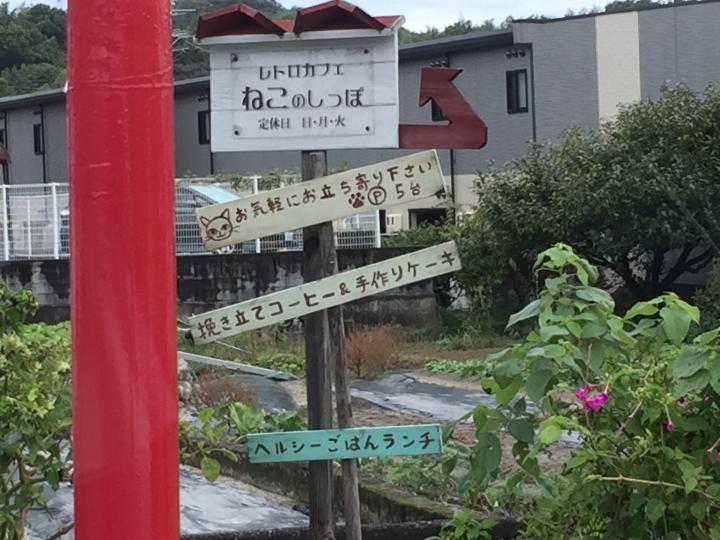 レトロカフェ
ねこのしっぽ
定休日 日・月・火
お気軽にお立ち寄り下さい
Ⓟ5台
挽き立てコーヒー&手作りケーキ
ヘルシーごはんランチ